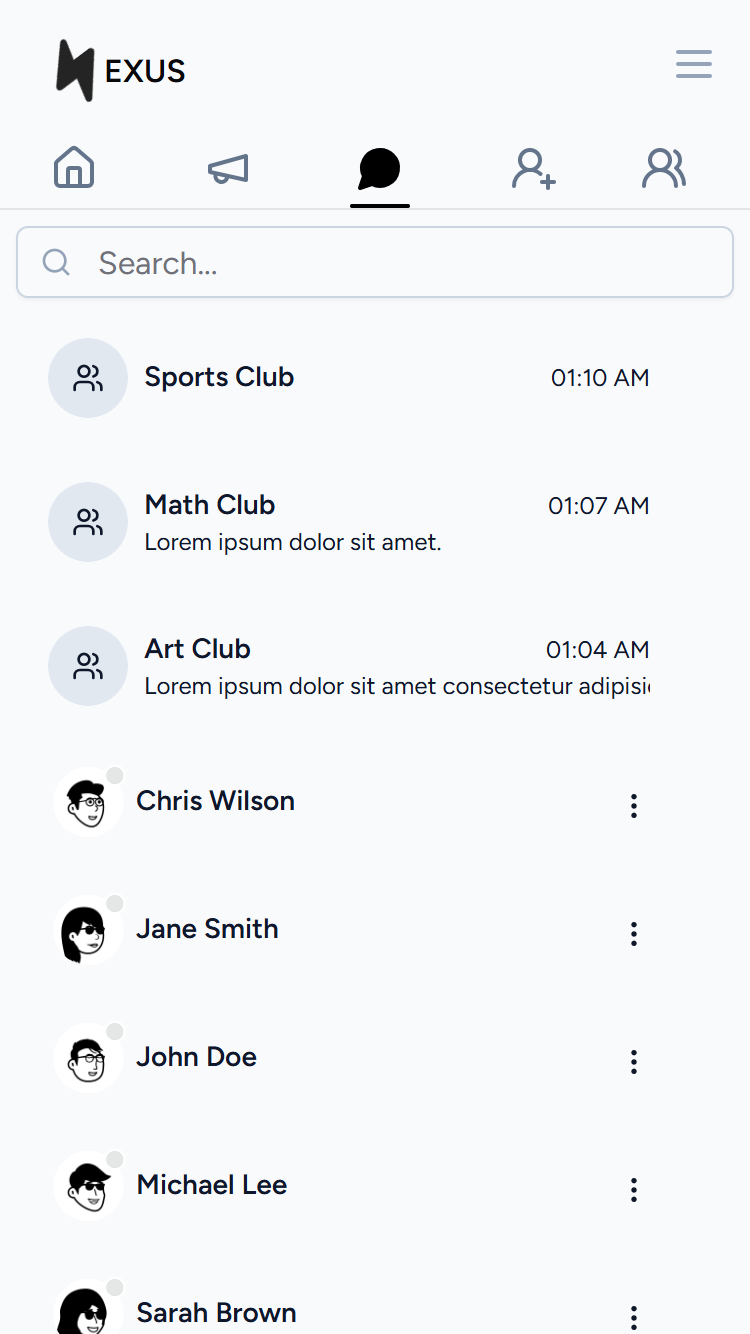 EXUS
Search...
Sports Club
01:10 AM
Math Club
01:07 AM
Lorem ipsum dolor sit amet.
Art Club
01:04 AM
Lorem ipsum dolor sit amet consectetur
Chris Wilson
Jane Smith
John Doe
Michael Lee
Sarah Brown